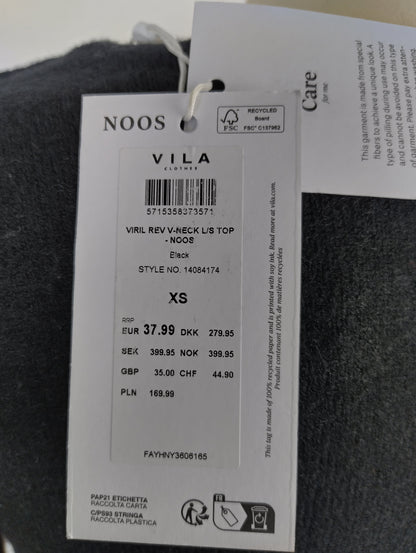 NOOS
FSC
RECYCLED
Board
FSC® C137962
VILA
CLOTHES
5715358373571
VIRIL REV V-NECK L/S TOP
- NOOS
Black
STYLE NO. 14084174
XS
RRP
EUR 37.99 DKK 279.95
SEK 399.95 NOK 399.95
GBP 35.00 CHF 44.90
PLN 169.99
FAYHNY3606165
PAP21 ETICHETTA
RACCOLTA CARTA
C/PS93 STRINGA
RACCOLTA PLASTICA
FR
This tag is made of 100% recycled paper and is printed with soy ink. Read more at vila.com.
Produit contenant 100% de matières recyclées
Care
for me
This garment is made from special
fibers to achieve a unique look. A
type of pilling during use may occur
and cannot be avoided on this type
of garment. Please pay extra atten-
washing